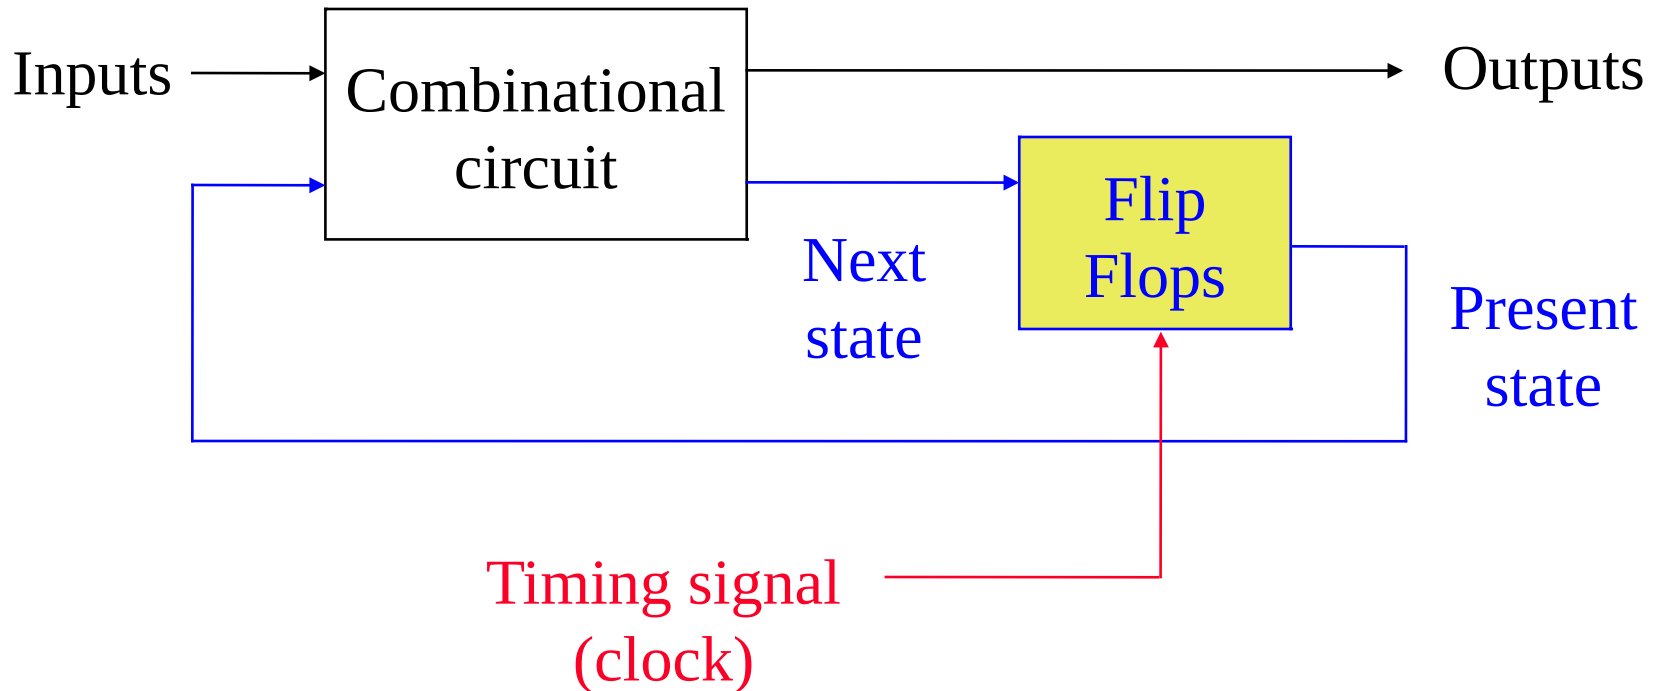 Inputs
Combinational
circuit
Outputs
Flip
Flops
Next
state
Present
state
Timing signal
(clock)